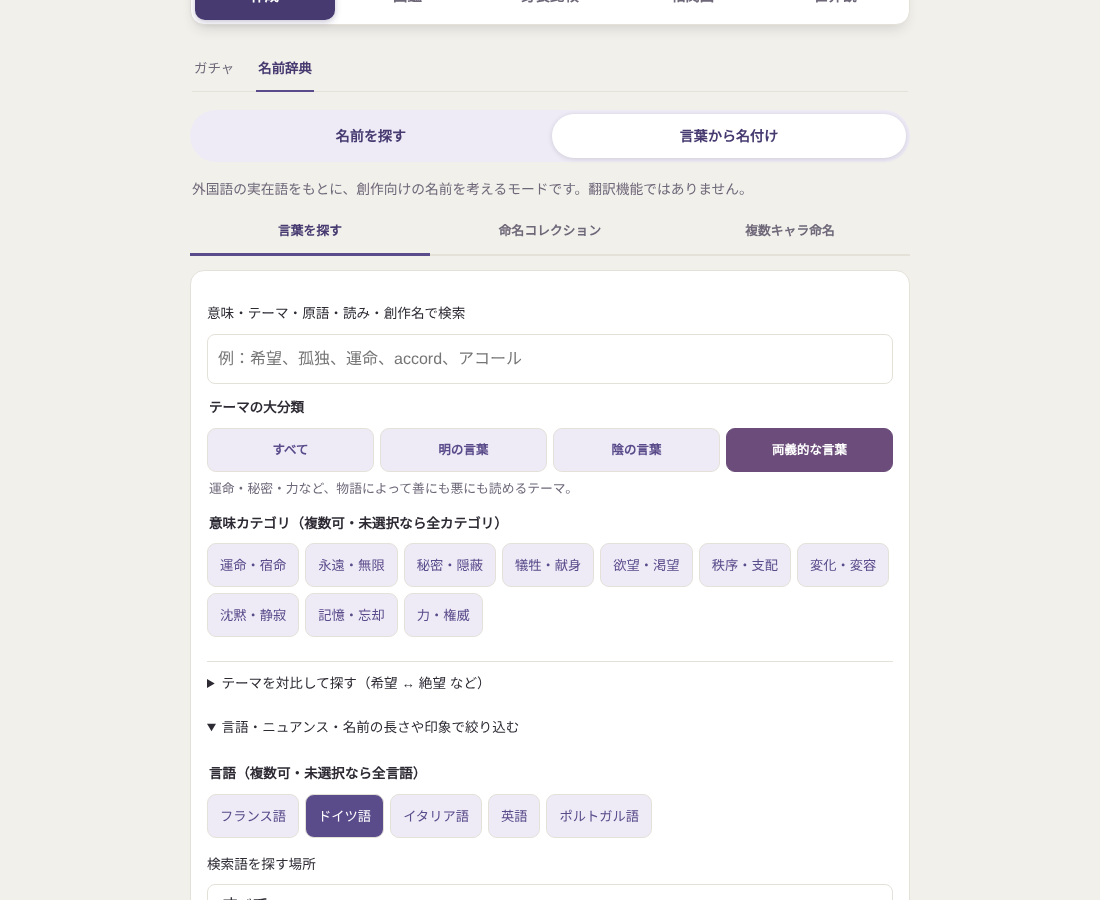 ガチャ 名前辞典
名前を探す 言葉から名付け
外国語の実在語をもとに、創作向けの名前を考えるモードです。翻訳機能ではありません。
言葉を探す 命名コレクション 複数キャラ命名
意味・テーマ・原語・読み・創作名で検索
例：希望、孤独、運命、accord、アコール
テーマの大分類
すべて 明の言葉 陰の言葉 両義的な言葉
運命・秘密・力など、物語によって善にも悪にも読めるテーマ。
意味カテゴリ（複数可・未選択なら全カテゴリ）
運命・宿命 永遠・無限 秘密・隠蔽 犠牲・献身 欲望・渇望 秩序・支配 変化・変容
沈黙・静寂 記憶・忘却 力・権威
▶ テーマを対比して探す（希望 ↔ 絶望 など）
▼ 言語・ニュアンス・名前の長さや印象で絞り込む
言語（複数可・未選択なら全言語）
フランス語 ドイツ語 イタリア語 英語 ポルトガル語
検索語を探す場所